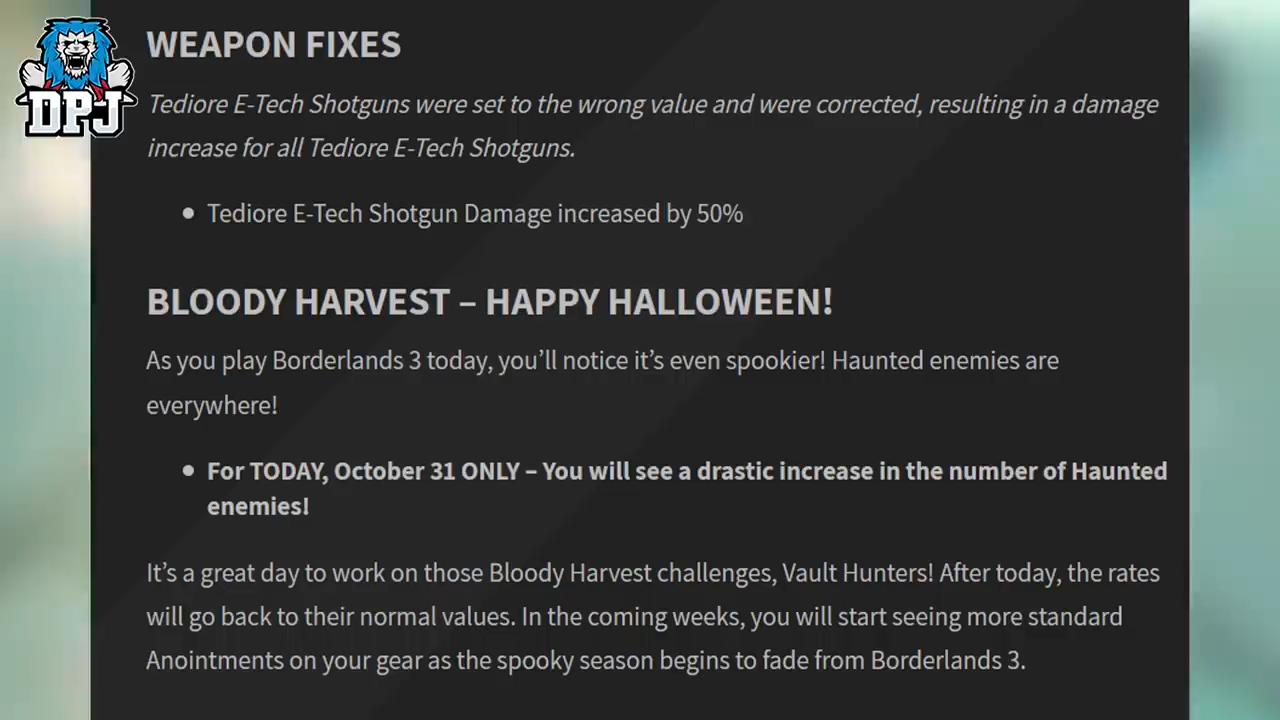 DPJ
WEAPON FIXES
Tediore E-Tech Shotguns were set to the wrong value and were corrected, resulting in a damage
increase for all Tediore E-Tech Shotguns.
• Tediore E-Tech Shotgun Damage increased by 50%
BLOODY HARVEST – HAPPY HALLOWEEN!
As you play Borderlands 3 today, you’ll notice it’s even spookier! Haunted enemies are
everywhere!
• For TODAY, October 31 ONLY – You will see a drastic increase in the number of Haunted
enemies!
It’s a great day to work on those Bloody Harvest challenges, Vault Hunters! After today, the rates
will go back to their normal values. In the coming weeks, you will start seeing more standard
Anointments on your gear as the spooky season begins to fade from Borderlands 3.